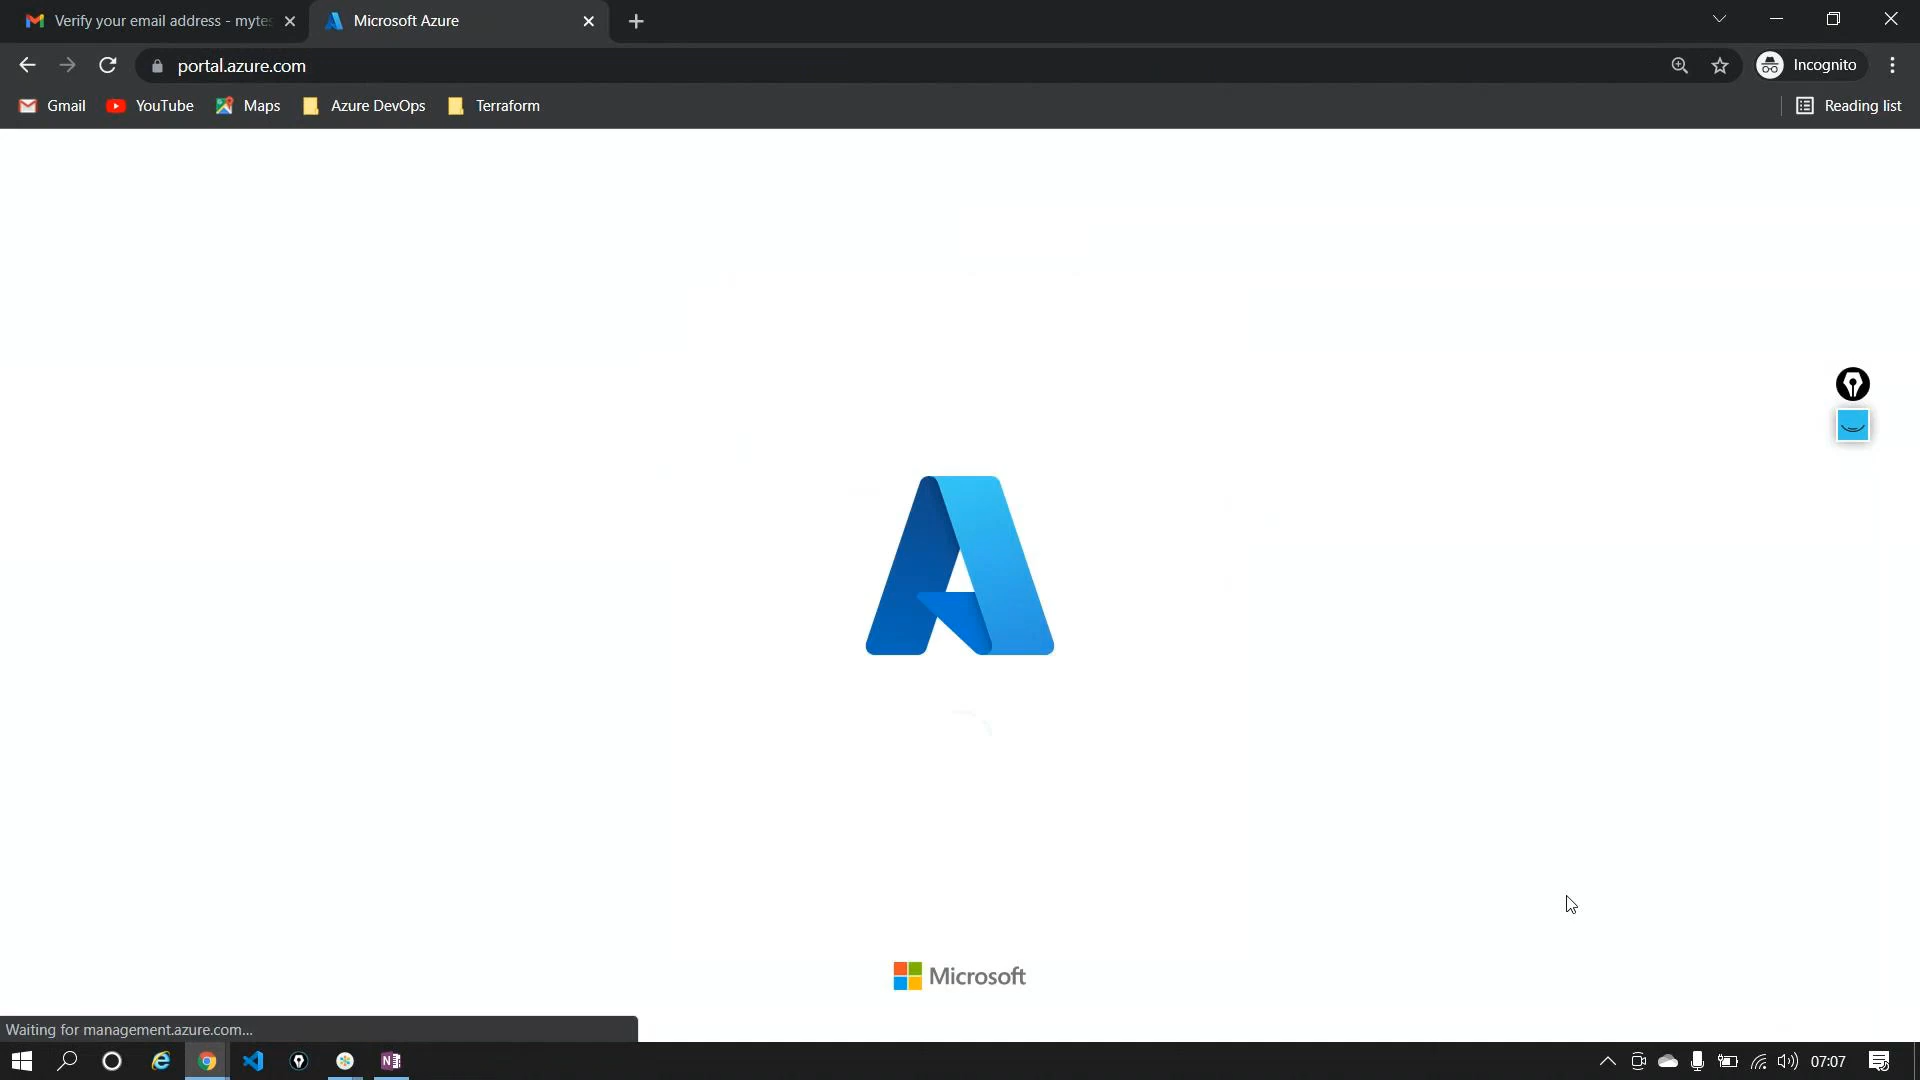 Verify your email address - mytes
Microsoft Azure
portal.azure.com
Incognito
Gmail
YouTube
Maps
Azure DevOps
Terraform
Reading list
Microsoft
Waiting for management.azure.com...
07:07